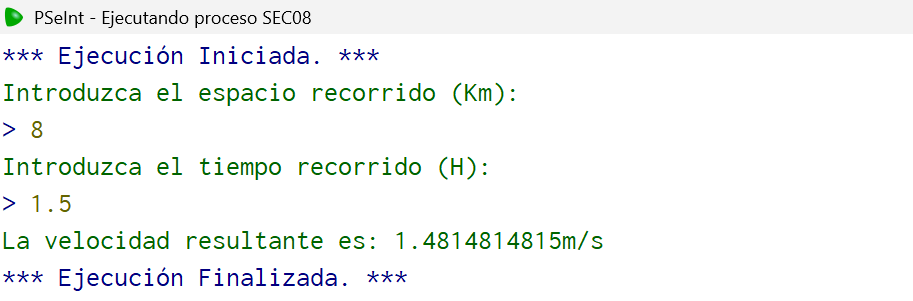 PSeInt - Ejecutando proceso SEC08
*** Ejecución Iniciada. ***
Introduzca el espacio recorrido (Km):
> 8
Introduzca el tiempo recorrido (H):
> 1.5
La velocidad resultante es: 1.4814814815m/s
*** Ejecución Finalizada. ***